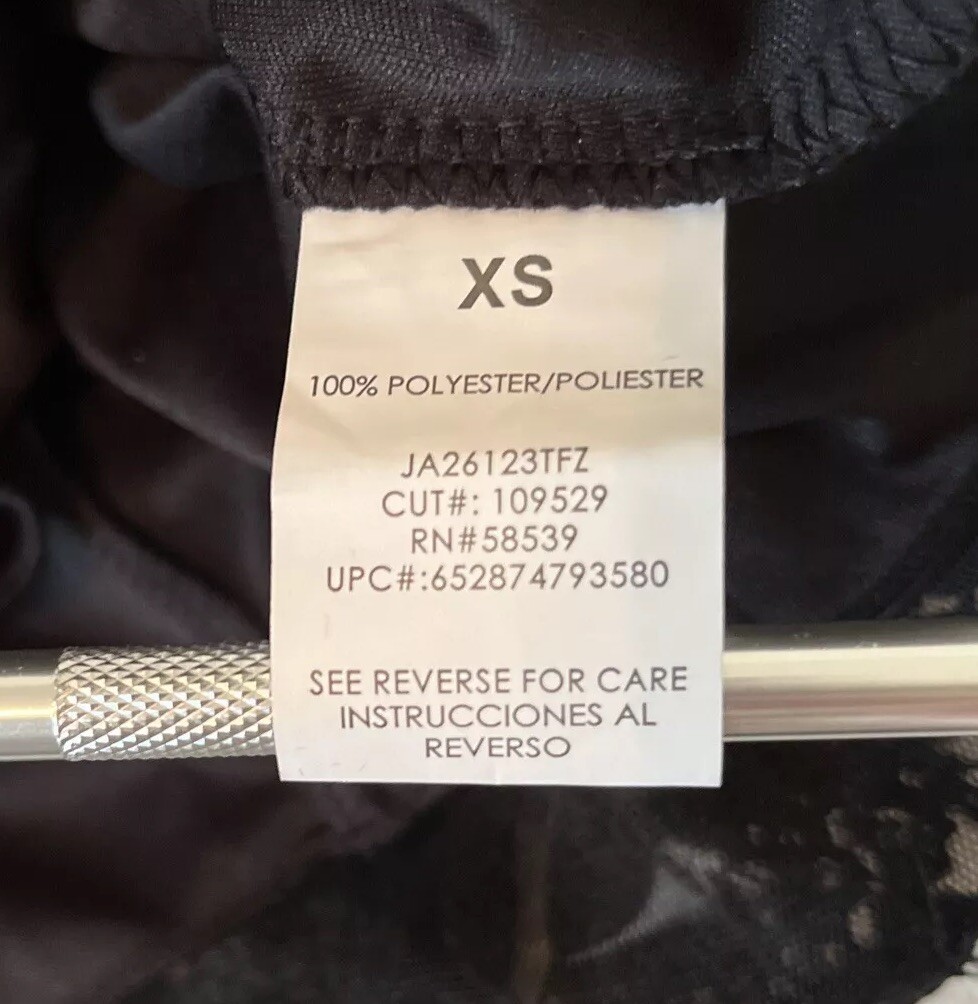 XS
100% POLYESTER/POLIESTER
JA26123TFZ
CUT#: 109529
RN#58539
UPC#:652874793580
SEE REVERSE FOR CARE
INSTRUCCIONES AL
REVERSO